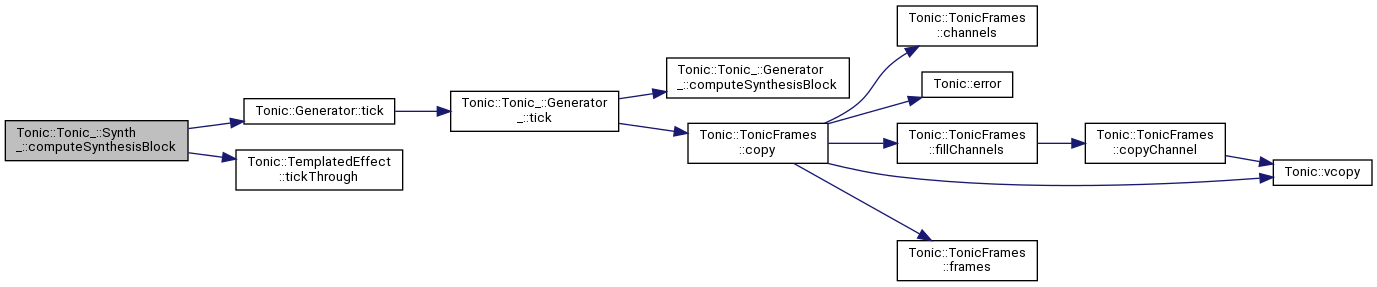 Tonic::Tonic_::Synth
_::computeSynthesisBlock
Tonic::Generator::tick
Tonic::TemplatedEffect
::tickThrough
Tonic::Tonic_::Generator
_::tick
Tonic::Tonic_::Generator
_::computeSynthesisBlock
Tonic::TonicFrames
::copy
Tonic::TonicFrames
::channels
Tonic::error
Tonic::TonicFrames
::fillChannels
Tonic::TonicFrames
::frames
Tonic::TonicFrames
::copyChannel
Tonic::vcopy